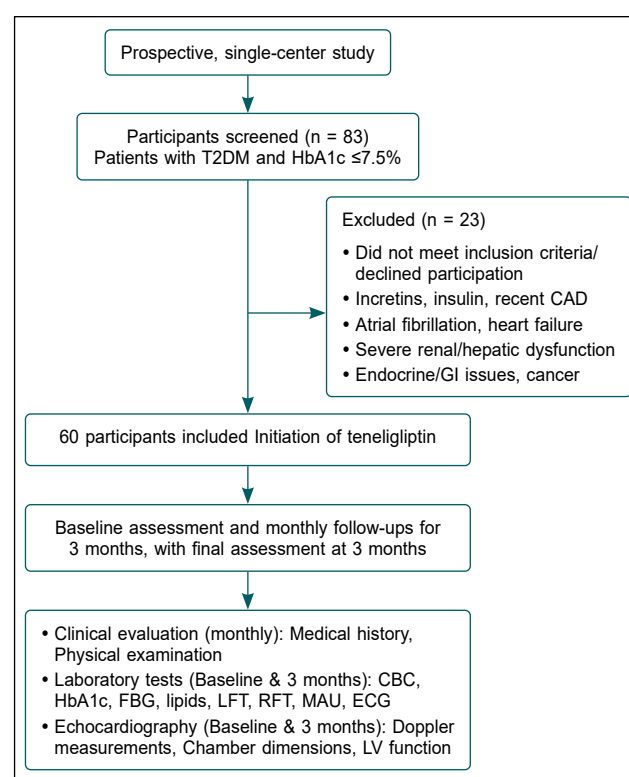 Prospective, single-center study
Participants screened (n = 83)
Patients with T2DM and HbA1c ≤7.5%
Excluded (n = 23)
• Did not meet inclusion criteria/
declined participation
• Incretins, insulin, recent CAD
• Atrial fibrillation, heart failure
• Severe renal/hepatic dysfunction
• Endocrine/GI issues, cancer
60 participants included Initiation of teneligliptin
Baseline assessment and monthly follow-ups for
3 months, with final assessment at 3 months
• Clinical evaluation (monthly): Medical history,
Physical examination
• Laboratory tests (Baseline & 3 months): CBC,
HbA1c, FBG, lipids, LFT, RFT, MAU, ECG
• Echocardiography (Baseline & 3 months): Doppler
measurements, Chamber dimensions, LV function